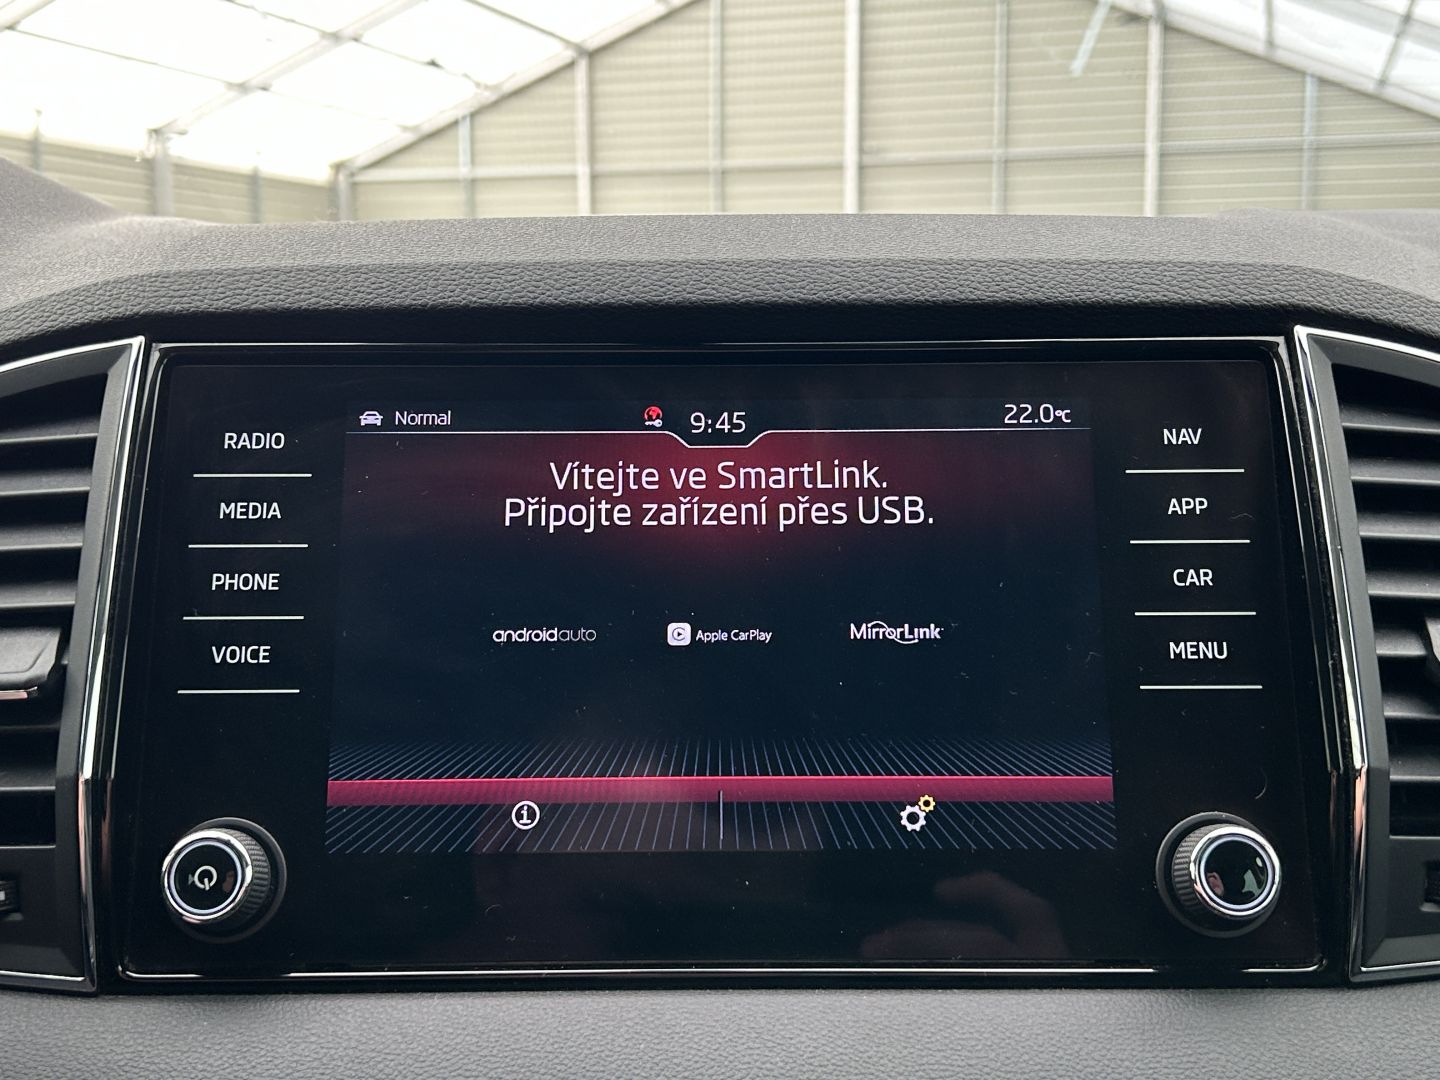 Normal
9:45
22.0°C
RADIO
MEDIA
PHONE
VOICE
Vítejte ve SmartLink.
Připojte zařízení přes USB.
androidauto
Apple CarPlay
MirrorLink
NAV
APP
CAR
MENU